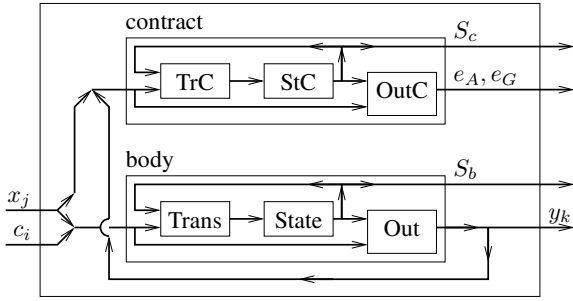 contract
S_c
TrC
StC
OutC
e_A, e_G
body
S_b
x_j
c_i
Trans
State
Out
y_k